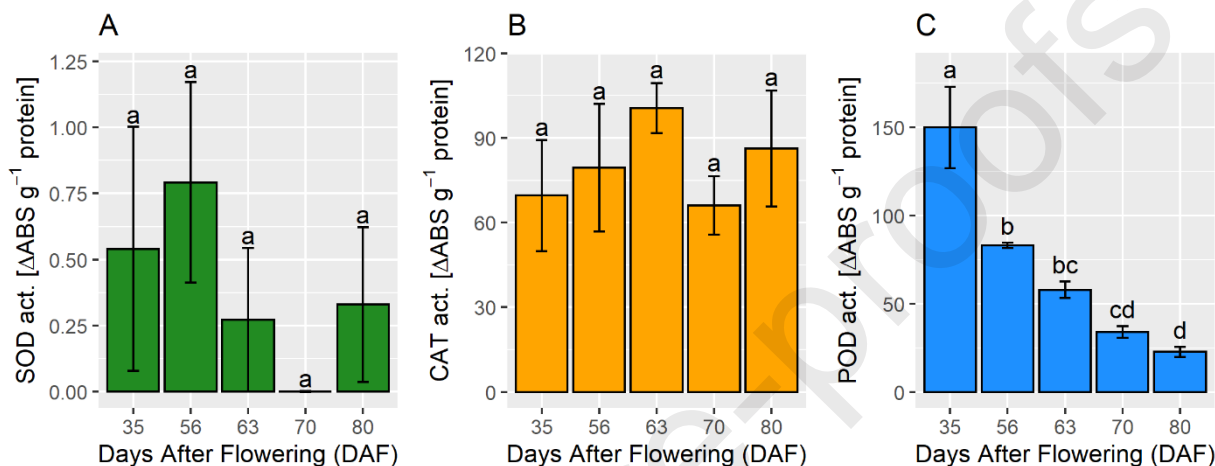 A
SOD act. [ΔABS g⁻¹ protein]
1.25
1.00
0.75
0.50
0.25
0.00
a
a
a
a
a
35 56 63 70 80
Days After Flowering (DAF)
B
CAT act. [ΔABS g⁻¹ protein]
120
90
60
30
0
a
a
a
a
a
35 56 63 70 80
Days After Flowering (DAF)
C
POD act. [ΔABS g⁻¹ protein]
150
100
50
0
a
b
bc
cd
d
35 56 63 70 80
Days After Flowering (DAF)
e-proofs